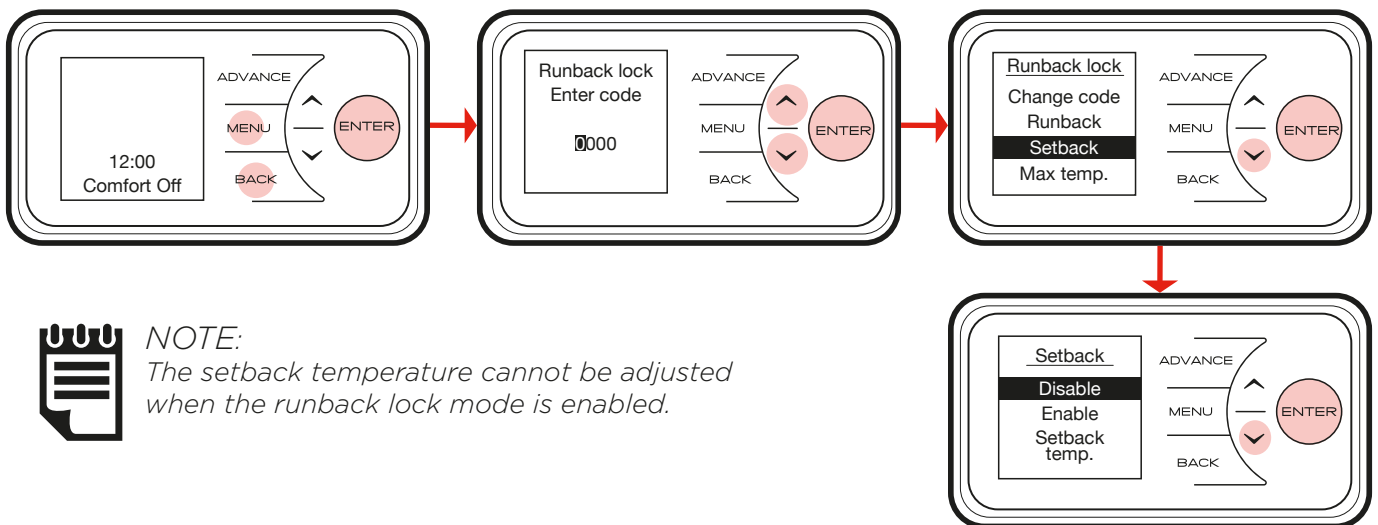 12:00
Comfort Off
ADVANCE
MENU
BACK
ENTER
Runback lock
Enter code
0000
ADVANCE
MENU
BACK
ENTER
Runback lock
Change code
Runback
Setback
Max temp.
ADVANCE
MENU
BACK
ENTER
NOTE:
The setback temperature cannot be adjusted
when the runback lock mode is enabled.
Setback
Disable
Enable
Setback
temp.
ADVANCE
MENU
BACK
ENTER